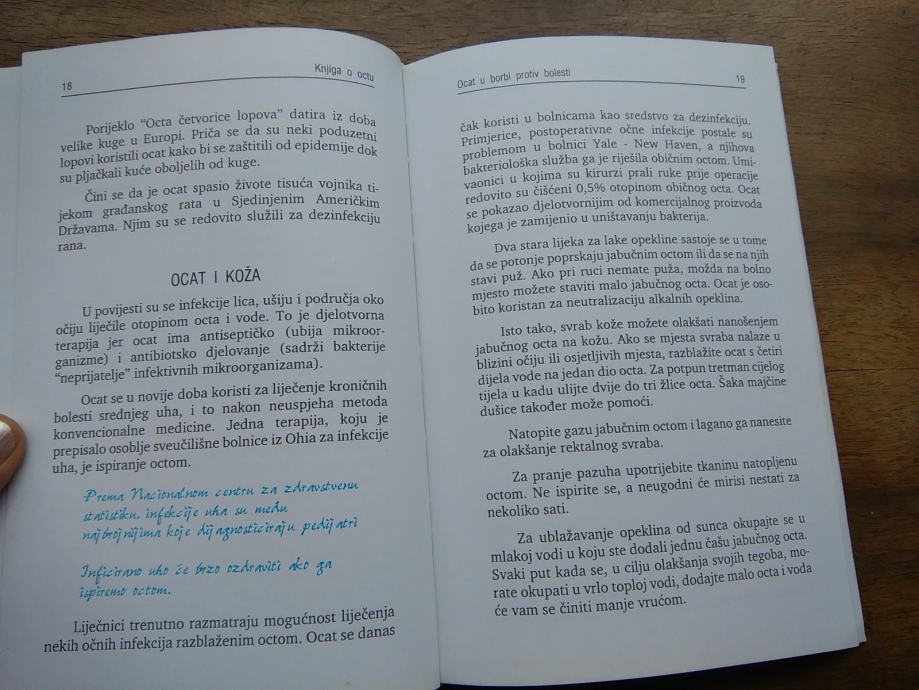 18
Knjiga o octu
Porijeklo “Octa četvorice lopova” datira iz doba
velike kuge u Europi. Priča se da su neki poduzetni
lopovi koristili ocat kako bi se zaštitili od epidemije dok
su pljačkali kuće oboljelih od kuge.
Čini se da je ocat spasio živote tisuća vojnika ti-
jekom građanskog rata u Sjedinjenim Američkim
Državama. Njim su se redovito služili za dezinfekciju
rana.
OCAT I KOŽA
U povijesti su se infekcije lica, ušiju i područja oko
očiju liječile otopinom octa i vode. To je djelotvorna
terapija jer ocat ima antiseptičko (ubija mikroor-
ganizme) i antibiotsko djelovanje (sadrži bakterije
“neprijatelje” infektivnih mikroorganizama).
Ocat se u novije doba koristi za liječenje kroničnih
bolesti srednjeg uha, i to nakon neuspjeha metoda
konvencionalne medicine. Jedna terapija, koju je
prepisalo osoblje sveučilišne bolnice iz Ohia za infekcije
uha, je ispiranje octom.
Prema Nacionalnom centru za zdravstvenu
statistiku, infekcije uha su među
najbrojnijima koje dijagnosticiraju pedijatri
Inficirano uho će brzo ozdraviti ako ga
ispiremo octom.
Liječnici trenutno razmatraju mogućnost liječenja
nekih očnih infekcija razblaženim octom. Ocat se danas
Ocat u borbi protiv bolesti
19
čak koristi u bolnicama kao sredstvo za dezinfekciju.
Primjerice, postoperativne očne infekcije postale su
problemom u bolnici Yale - New Haven, a njihova
bakteriološka služba ga je riješila običnim octom. Umi-
vaonici u kojima su kirurzi prali ruke prije operacije
redovito su čišćeni 0,5% otopinom običnog octa. Ocat
se pokazao djelotvornijim od komercijalnog proizvoda
kojega je zamijenio u uništavanju bakterija.
Dva stara lijeka za lake opekline sastoje se u tome
da se potonje poprskaju jabučnim octom ili da se na njih
stavi puž. Ako pri ruci nemate puža, možda na bolno
mjesto možete staviti malo jabučnog octa. Ocat je oso-
bito koristan za neutralizaciju alkalnih opeklina.
Isto tako, svrab kože možete olakšati nanošenjem
jabučnog octa na kožu. Ako se mjesta svraba nalaze u
blizini očiju ili osjetljivih mjesta, razblažite ocat s četiri
dijela vode na jedan dio octa. Za potpun tretman cijelog
tijela u kadu ulijte dvije do tri žlice octa. Šaka majčine
dušice također može pomoći.
Natopite gazu jabučnim octom i lagano ga nanesite
za olakšanje rektalnog svraba.
Za pranje pazuha upotrijebite tkaninu natopljenu
octom. Ne ispirite se, a neugodni će mirisi nestati za
nekoliko sati.
Za ublažavanje opeklina od sunca okupajte se u
mlakoj vodi u koju ste dodali jednu čašu jabučnog octa.
Svaki put kada se, u cilju olakšanja svojih tegoba, mo-
rate okupati u vrlo toploj vodi, dodajte malo octa i voda
će vam se činiti manje vrućom.